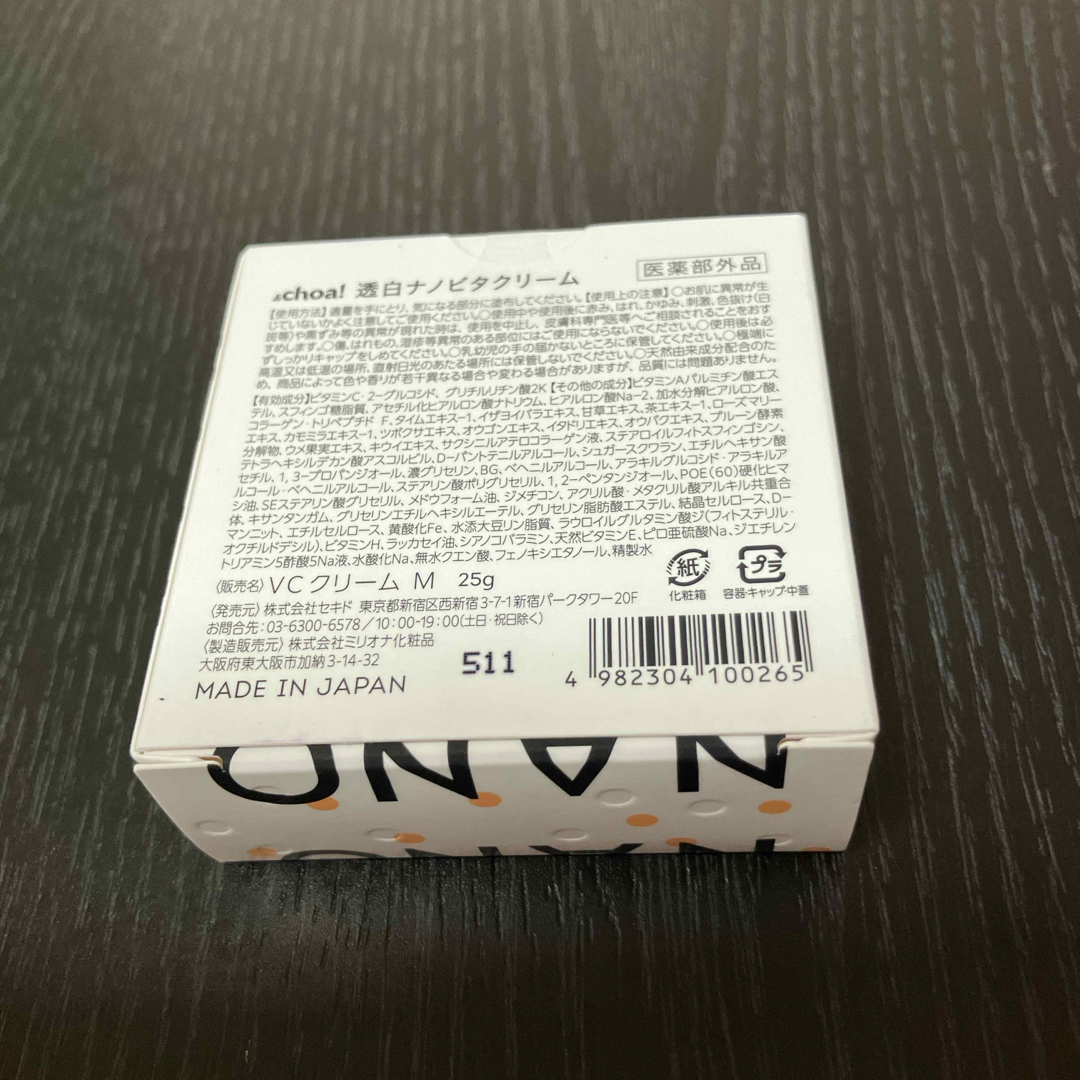 &choa! 透白ナノビタクリーム
医薬部外品
【使用方法】適量を手にとり、気になる部分に塗布してください。【使用上の注意】○お肌に異常が生
じていないかよく注意してご使用ください。○使用中や使用後に赤み、はれ、かゆみ、刺激、色抜け(白
斑等)や黒ずみ等の異常が現れた時は、使用を中止し、皮膚科専門医等へご相談されることをおす
すめします。○傷、はれもの、湿疹等異常のある部位にはご使用にならないでください。○使用後は必
ずしっかりキャップをしめてください。○乳幼児の手の届かないところに保管してください。○極端に
高温又は低温の場所、直射日光のあたる場所には保管しないでください。○天然由来成分配合のた
め、商品によって色や香りが若干異なる場合や変わる場合がありますが、品質には問題ありません。
【有効成分】ビタミンC・2-グルコシド、グリチルリチン酸2K【その他の成分】ビタミンAパルミチン酸エス
テル、スフィンゴ糖脂質、アセチル化ヒアルロン酸ナトリウム、ヒアルロン酸Na-2、加水分解ヒアルロン酸、
コラーゲン・トリペプチド F、タイムエキス-1、イザヨイバラエキス、甘草エキス、茶エキス-1、ローズマリー
エキス、カモミラエキス-1、ツボクサエキス、オウゴンエキス、イタドリエキス、オウバクエキス、プルーン酵素
分解物、ウメ果実エキス、キウイエキス、サクシニルアテロコラーゲン液、ステアロイルフィトスフィンゴシン、
テトラヘキシルデカン酸アスコルビル、D-パントテニルアルコール、シュガースクワラン、エチルヘキサン酸
セチル、1,3-プロパンジオール、濃グリセリン、BG、ベヘニルアルコール、アラキルグルコシド・アラキルア
ルコール・ベヘニルアルコール、ステアリン酸ポリグリセリル、1,2-ペンタンジオール、POE(60)硬化ヒマ
シ油、SEステアリン酸グリセリル、メドウフォーム油、ジメチコン、アクリル酸・メタクリル酸アルキル共重合
体、キサンタンガム、グリセリンエチルヘキシルエーテル、グリセリン脂肪酸エステル、結晶セルロース、D-
マンニット、エチルセルロース、黄酸化Fe、水添大豆リン脂質、ラウロイルグルタミン酸ジ(フィトステリル・
オクチルドデシル)、ビタミンH、ラッカセイ油、シアノコバラミン、天然ビタミンE、ピロ亜硫酸Na、ジエチレン
トリアミン5酢酸5Na液、水酸化Na、無水クエン酸、フェノキシエタノール、精製水
〈販売名〉VCクリーム M 25g
紙 化粧箱
プラ 容器・キャップ・中蓋
〈発売元〉株式会社セキド 東京都新宿区西新宿3-7-1新宿パークタワー20F
お問合先:03-6300-6578/10:00-19:00(土日・祝日除く)
〈製造販売元〉株式会社ミリオナ化粧品
大阪府東大阪市加納3-14-32
511
MADE IN JAPAN
4 982304 100265
NANO
NANO